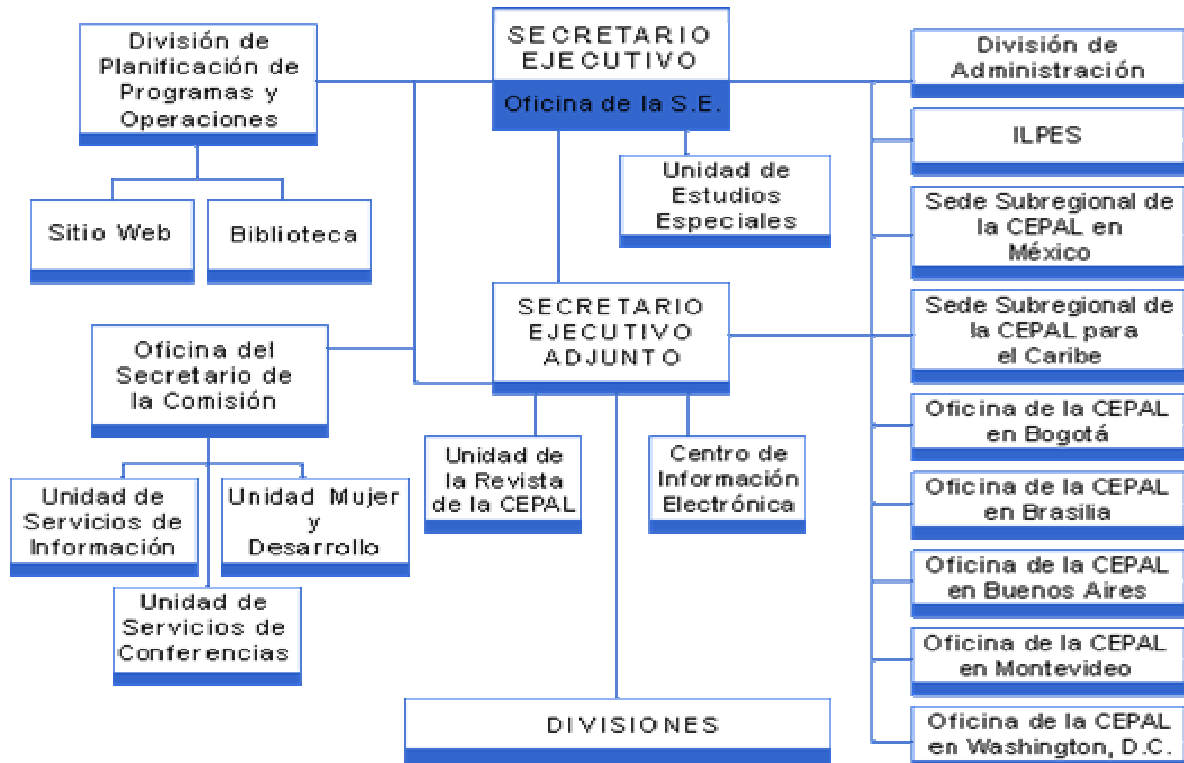 División de
Planificación de
Programas y
Operaciones
Sitio Web
Biblioteca
SECRETARIO
EJECUTIVO
Oficina de la S.E.
Unidad de
Estudios
Especiales
SECRETARIO
EJECUTIVO
ADJUNTO
Oficina del
Secretario de
la Comisión
Unidad de
Servicios de
Información
Unidad Mujer
y
Desarrollo
Unidad de
Servicios de
Conferencias
Unidad de
la Revista
de la CEPAL
Centro de
Información
Electrónica
DIVISIONES
División de
Administración
ILPES
Sede Subregional de
la CEPAL en
México
Sede Subregional de
la CEPAL para
el Caribe
Oficina de la CEPAL
en Bogotá
Oficina de la CEPAL
en Brasilia
Oficina de la CEPAL
en Buenos Aires
Oficina de la CEPAL
en Montevideo
Oficina de la CEPAL
en Washington, D.C.